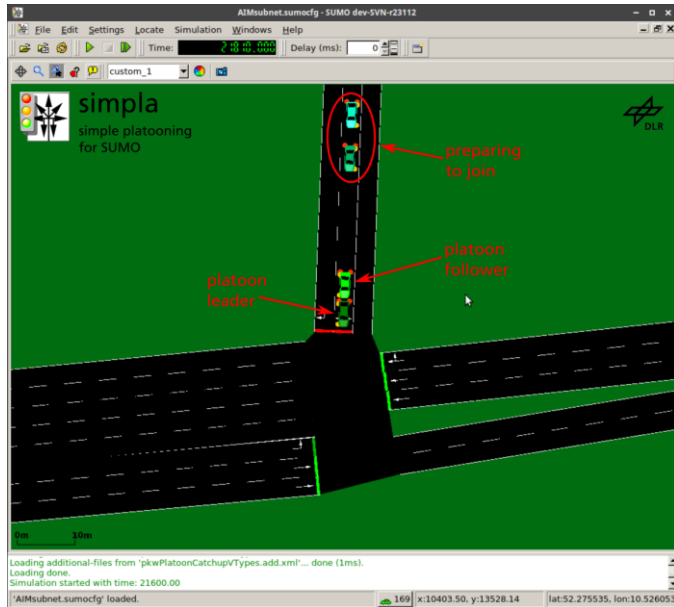 AIMsubnet.sumocfg - SUMO dev-SVN-r23112
File Edit Settings Locate Simulation Windows Help
Time: 21810.000 Delay (ms): 0
custom_1
simpla
simple platooning
for SUMO
DLR
preparing
to join
platoon
follower
platoon
leader
0m 10m
Loading additional-files from 'pkwPlatoonCatchupVTypes.add.xml'... done (1ms).
Loading done.
Simulation started with time: 21600.00
'AIMsubnet.sumocfg' loaded. 169 x:10403.50, y:13528.14 lat:52.275535, lon:10.526053